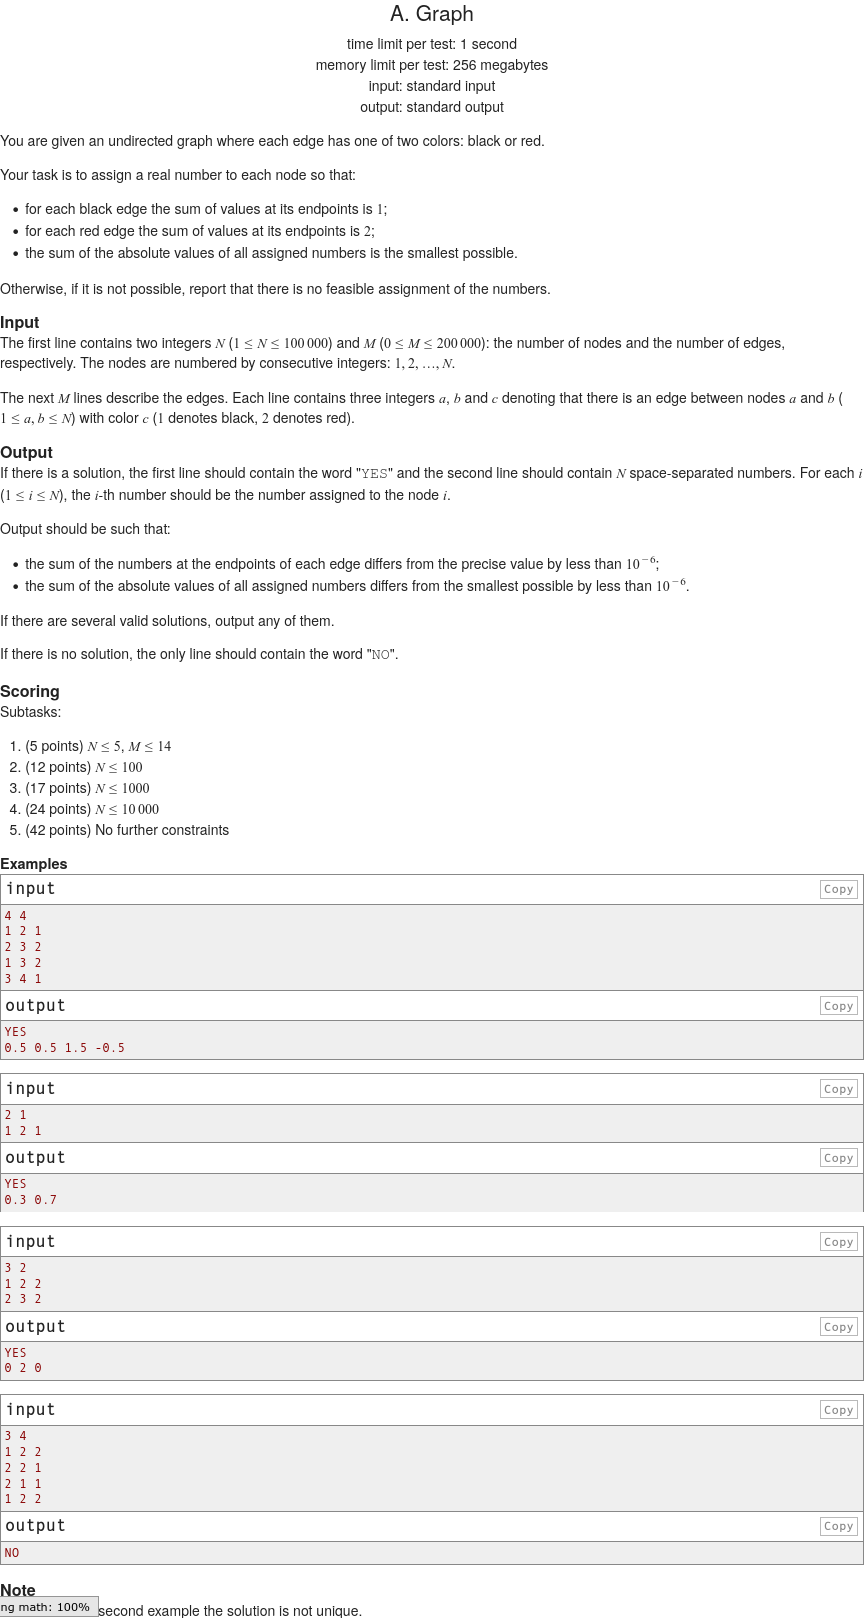 A. Graph
time limit per test: 1 second
memory limit per test: 256 megabytes
input: standard input
output: standard output
You are given an undirected graph where each edge has one of two colors: black or red.
Your task is to assign a real number to each node so that:
• for each black edge the sum of values at its endpoints is 1;
• for each red edge the sum of values at its endpoints is 2;
• the sum of the absolute values of all assigned numbers is the smallest possible.
Otherwise, if it is not possible, report that there is no feasible assignment of the numbers.
Input
The first line contains two integers N (1 ≤ N ≤ 100 000) and M (0 ≤ M ≤ 200 000): the number of nodes and the number of edges,
respectively. The nodes are numbered by consecutive integers: 1, 2, …, N.
The next M lines describe the edges. Each line contains three integers a, b and c denoting that there is an edge between nodes a and b (
1 ≤ a, b ≤ N) with color c (1 denotes black, 2 denotes red).
Output
If there is a solution, the first line should contain the word "YES" and the second line should contain N space-separated numbers. For each i
(1 ≤ i ≤ N), the i-th number should be the number assigned to the node i.
Output should be such that:
• the sum of the numbers at the endpoints of each edge differs from the precise value by less than 10^−6;
• the sum of the absolute values of all assigned numbers differs from the smallest possible by less than 10^−6.
If there are several valid solutions, output any of them.
If there is no solution, the only line should contain the word "NO".
Scoring
Subtasks:
1. (5 points) N ≤ 5, M ≤ 14
2. (12 points) N ≤ 100
3. (17 points) N ≤ 1000
4. (24 points) N ≤ 10 000
5. (42 points) No further constraints
Examples
input Copy
4 4
1 2 1
2 3 2
1 3 2
3 4 1
output Copy
YES
0.5 0.5 1.5 -0.5
input Copy
2 1
1 2 1
output Copy
YES
0.3 0.7
input Copy
3 2
1 2 2
2 3 2
output Copy
YES
0 2 0
input Copy
3 4
1 2 2
2 2 1
2 1 1
1 2 2
output Copy
NO
Note
ng math: 100% second example the solution is not unique.